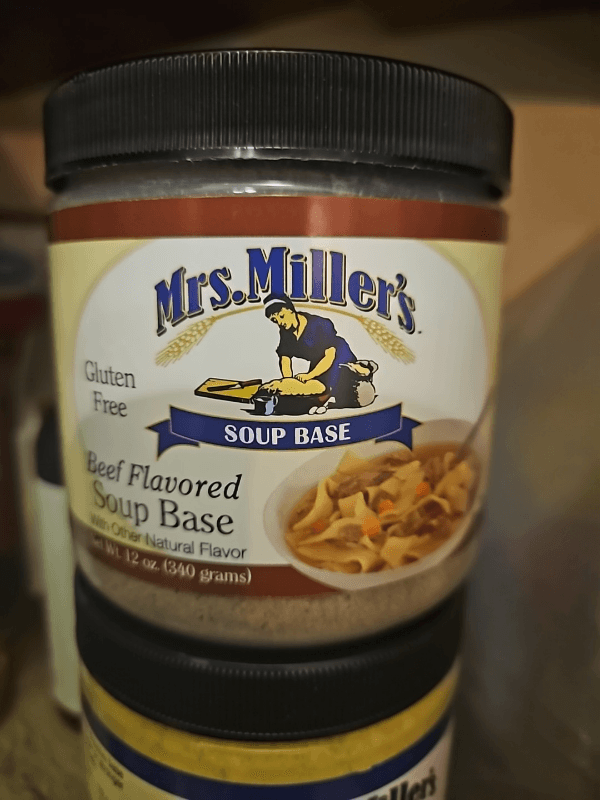 Mrs. Miller's
Gluten
Free
SOUP BASE
Beef Flavored
Soup Base
With Other Natural Flavor
Wt. 12 oz. (340 grams)